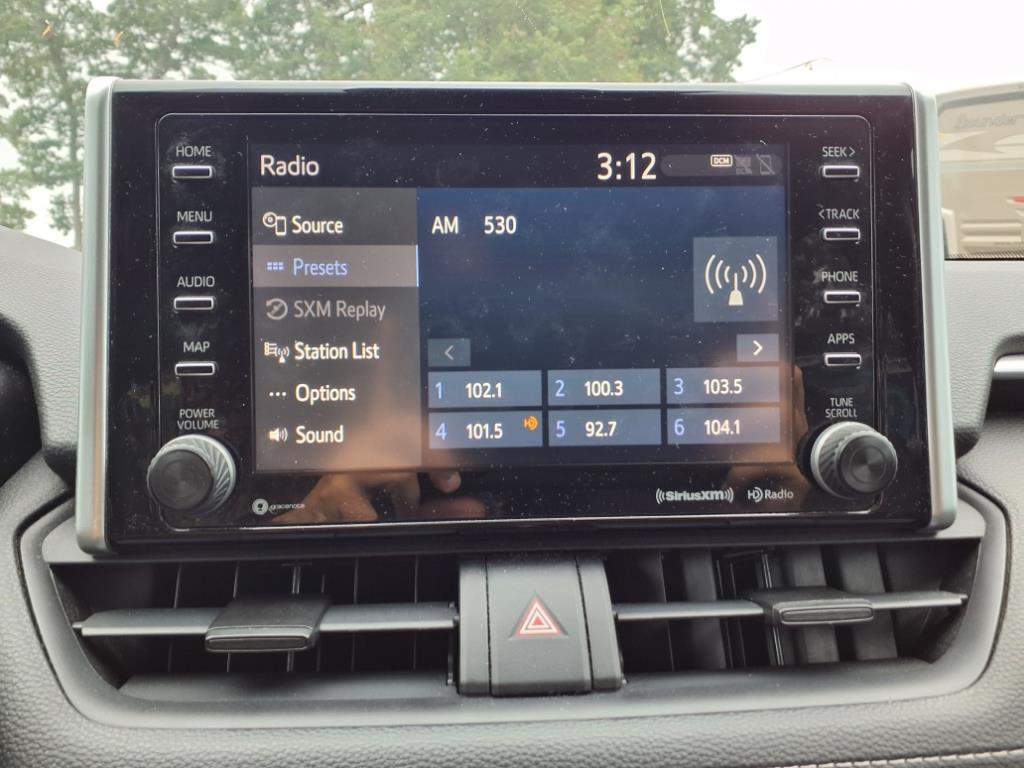 HOME
MENU
AUDIO
MAP
POWER
VOLUME
Radio
3:12
DCM
Source
Presets
SXM Replay
Station List
Options
Sound
AM 530
<
>
1 102.1
2 100.3
3 103.5
4 101.5
5 92.7
6 104.1
SEEK >
< TRACK
PHONE
APPS
TUNE
SCROLL
gracenote
((SiriusXM))
HD Radio
Bounder